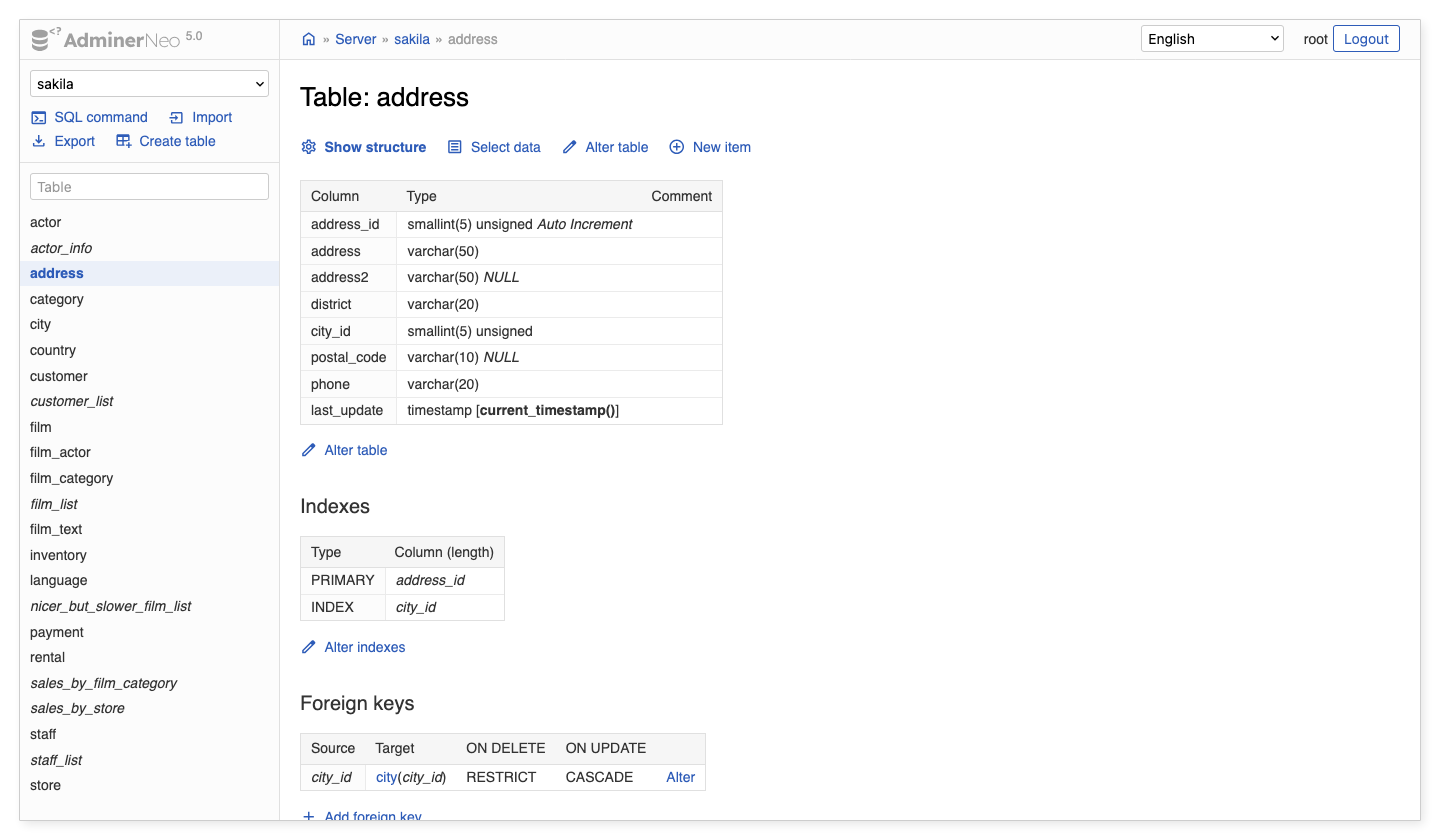 <? AdminerNeo 5.0
sakila
SQL command Import
Export Create table
Table
actor
actor_info
address
category
city
country
customer
customer_list
film
film_actor
film_category
film_list
film_text
inventory
language
nicer_but_slower_film_list
payment
rental
sales_by_film_category
sales_by_store
staff
staff_list
store
» Server » sakila » address
English root Logout
Table: address
Show structure Select data Alter table New item
Column Type Comment
address_id smallint(5) unsigned Auto Increment
address varchar(50)
address2 varchar(50) NULL
district varchar(20)
city_id smallint(5) unsigned
postal_code varchar(10) NULL
phone varchar(20)
last_update timestamp [current_timestamp()]
Alter table
Indexes
Type Column (length)
PRIMARY address_id
INDEX city_id
Alter indexes
Foreign keys
Source Target ON DELETE ON UPDATE
city_id city(city_id) RESTRICT CASCADE Alter
Add foreign key